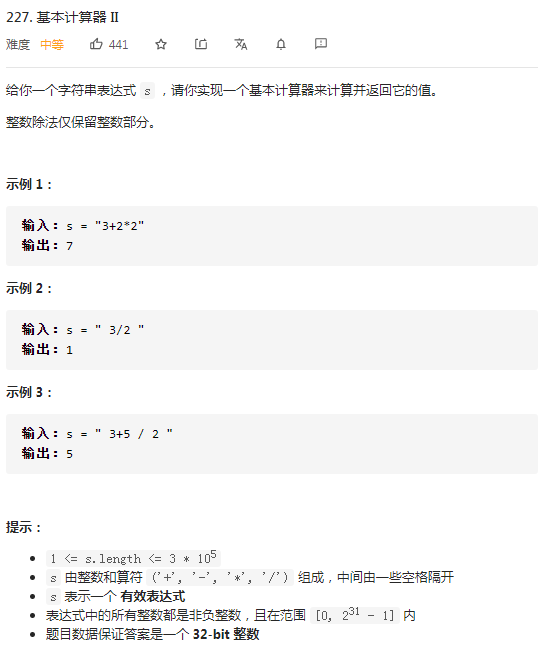 227. 基本计算器 II
难度 中等 441
给你一个字符串表达式 s ，请你实现一个基本计算器来计算并返回它的值。
整数除法仅保留整数部分。
示例 1：
输入：s = "3+2*2"
输出：7
示例 2：
输入：s = " 3/2 "
输出：1
示例 3：
输入：s = " 3+5 / 2 "
输出：5
提示：
1 <= s.length <= 3 * 10^5
s 由整数和算符 ('+', '-', '*', '/') 组成，中间由一些空格隔开
s 表示一个 有效表达式
表达式中的所有整数都是非负整数，且在范围 [0, 2^31 - 1] 内
题目数据保证答案是一个 32-bit 整数